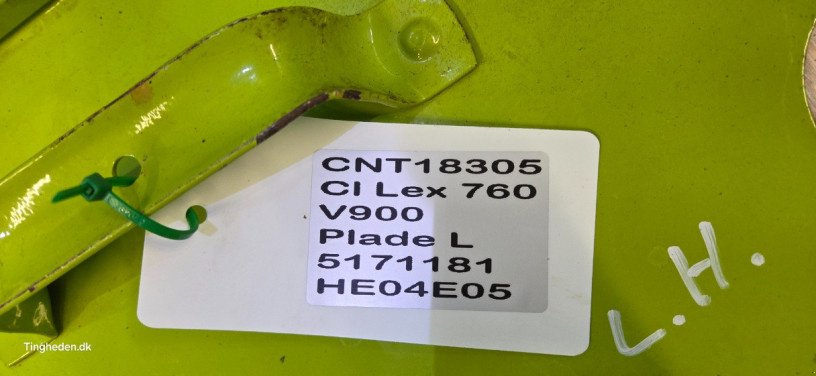 CNT18305
Cl Lex 760
V900
Plade L
5171181
HE04E05
L.H.
Tingheden.dk